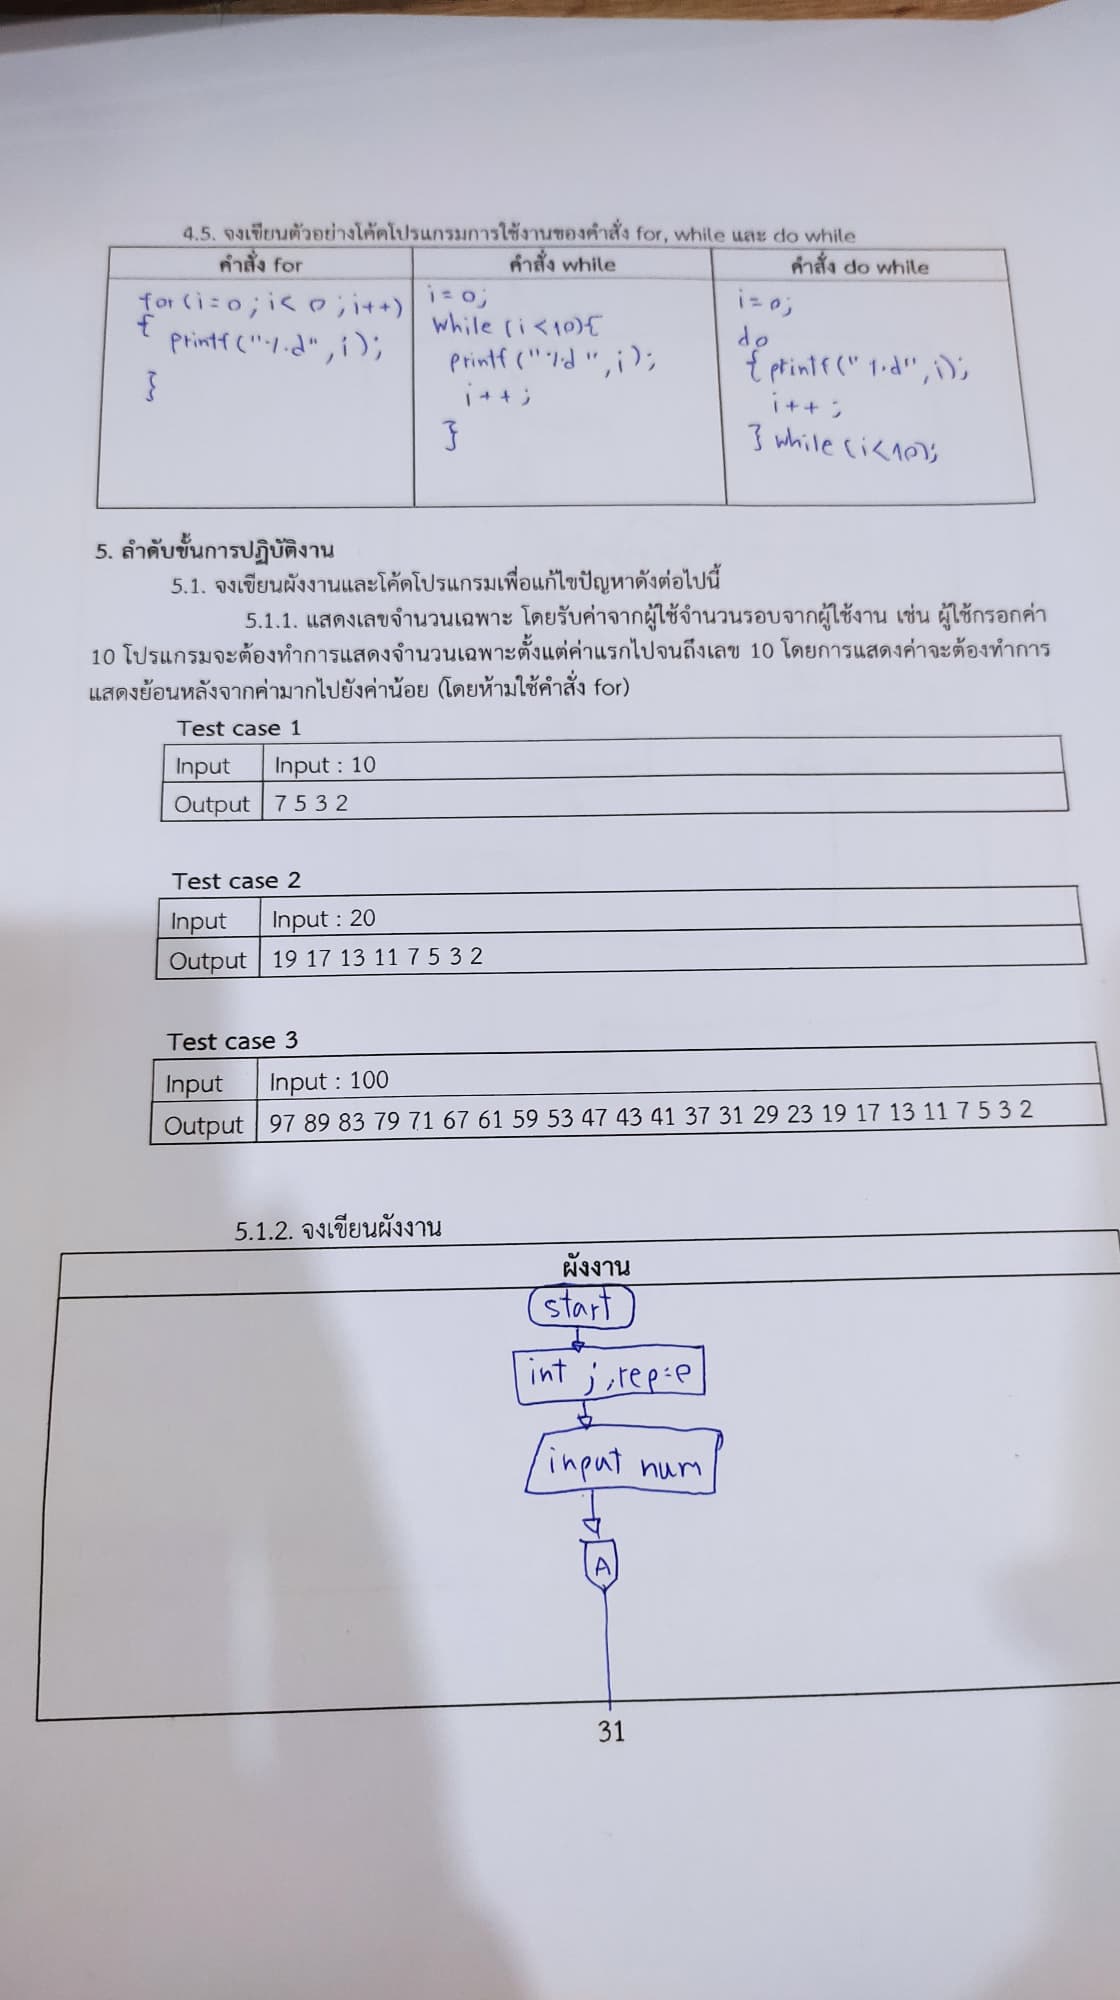 4.5. จงเขียนตัวอย่างโค้ดโปรแกรมการใช้งานของคำสั่ง for, while และ do while
คำสั่ง for
for(i=0;i<0;i++)
{
printf("%d",i);
}
คำสั่ง while
i=0;
while(i<10){
printf("%d",i);
i++;
}
คำสั่ง do while
i=0;
do
{printf("%d",i);
i++;
}while(i<10);
5. ลำดับขั้นการปฏิบัติงาน
5.1. จงเขียนผังงานและโค้ดโปรแกรมเพื่อแก้ไขปัญหาดังต่อไปนี้
5.1.1. แสดงเลขจำนวนเฉพาะ โดยรับค่าจากผู้ใช้จำนวนรอบจากผู้ใช้งาน เช่น ผู้ใช้กรอกค่า
10 โปรแกรมจะต้องทำการแสดงจำนวนเฉพาะตั้งแต่ค่าแรกไปจนถึงเลข 10 โดยการแสดงค่าจะต้องทำการ
แสดงย้อนหลังจากค่ามากไปยังค่าน้อย (โดยห้ามใช้คำสั่ง for)
Test case 1
Input Input : 10
Output 7 5 3 2
Test case 2
Input Input : 20
Output 19 17 13 11 7 5 3 2
Test case 3
Input Input : 100
Output 97 89 83 79 71 67 61 59 53 47 43 41 37 31 29 23 19 17 13 11 7 5 3 2
5.1.2. จงเขียนผังงาน
ผังงาน
start
int j,rep=e
input num
A
31